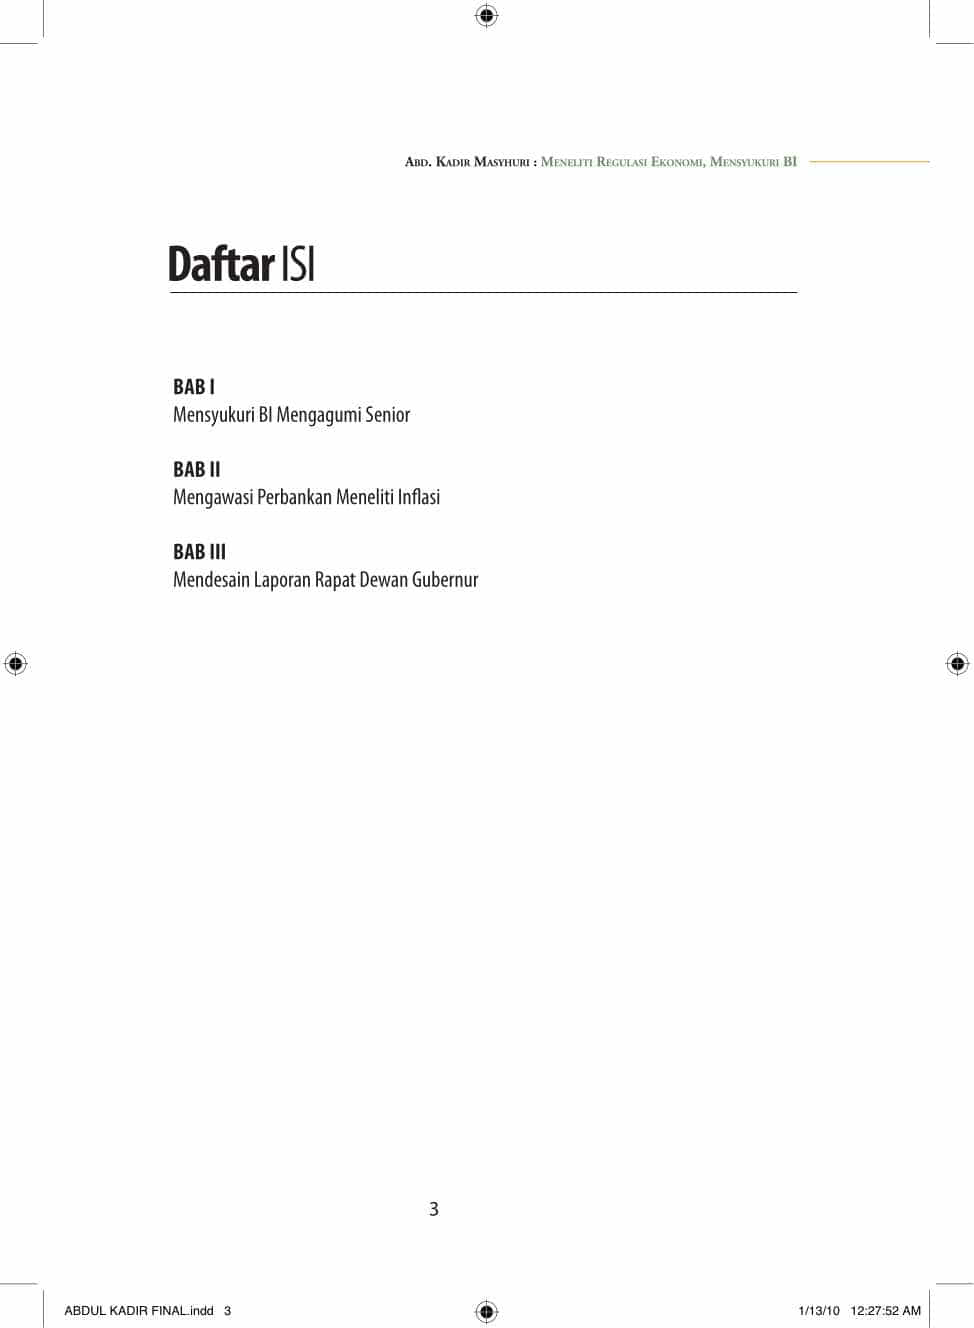 Abd. Kadir Masyhuri : Meneliti Regulasi Ekonomi, Mensyukuri BI
Daftar ISI
BAB I
Mensyukuri BI Mengagumi Senior
BAB II
Mengawasi Perbankan Meneliti Inflasi
BAB III
Mendesain Laporan Rapat Dewan Gubernur
3
ABDUL KADIR FINAL.indd 3 1/13/10 12:27:52 AM